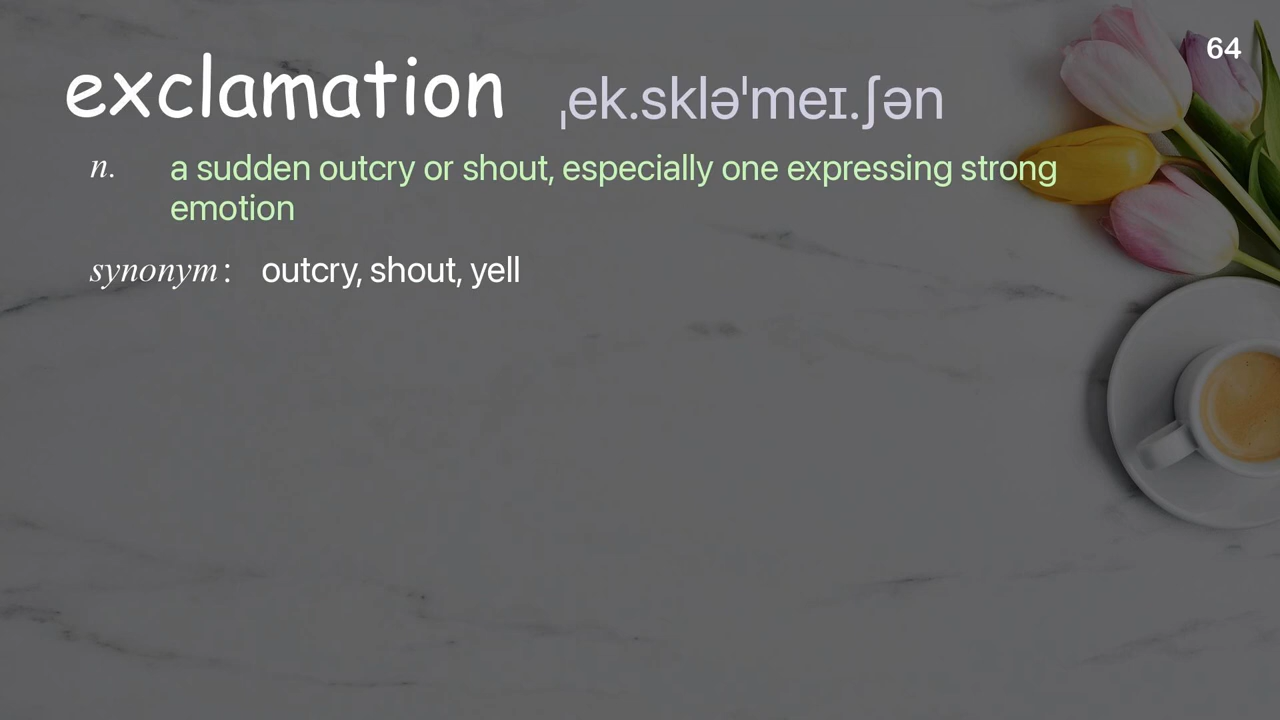 64
exclamation ˌek.skləˈmeɪ.ʃən
n. a sudden outcry or shout, especially one expressing strong
emotion
synonym: outcry, shout, yell